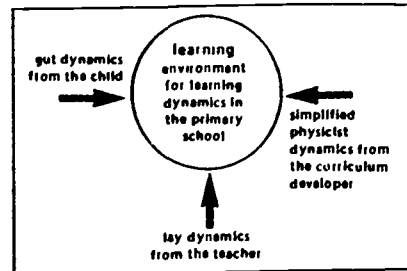 gut dynamics
from the child
learning
environment
for learning
dynamics in
the primary
school
simplified
physicist
dynamics from
the curriculum
developer
lay dynamics
from the teacher